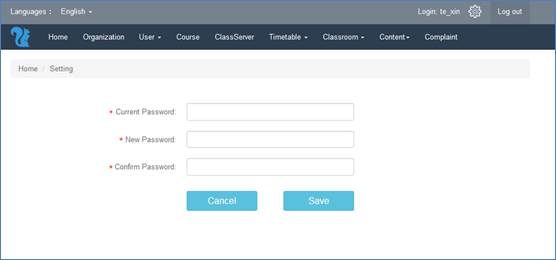 Languages : English Login: te_xin Log out
Home Organization User Course ClassServer Timetable Classroom Content Complaint
Home / Setting
* Current Password:
* New Password:
* Confirm Password:
Cancel Save